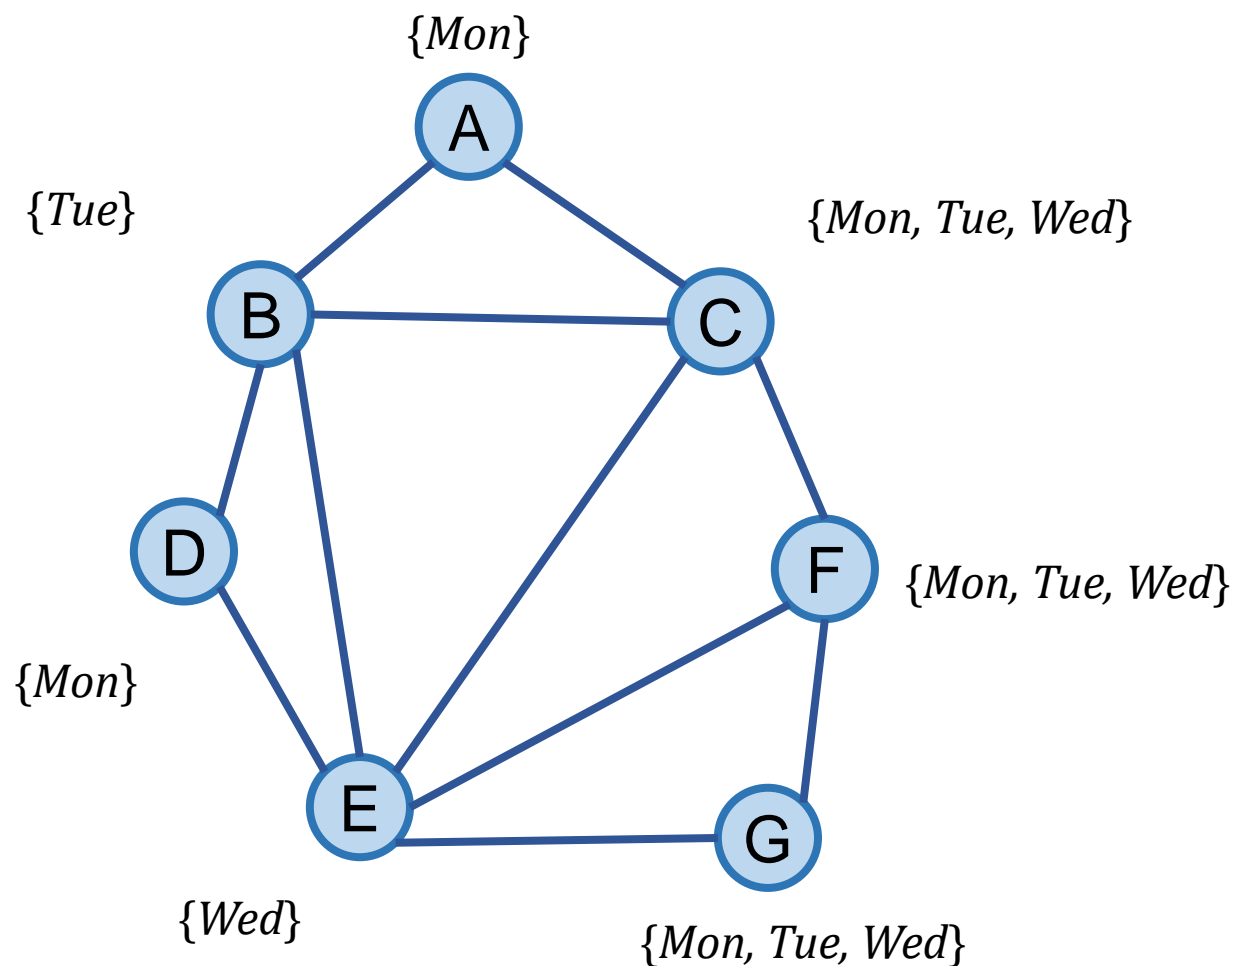 {Mon}
A
{Tue}
{Mon, Tue, Wed}
B
C
D
F
{Mon, Tue, Wed}
{Mon}
E
G
{Wed}
{Mon, Tue, Wed}